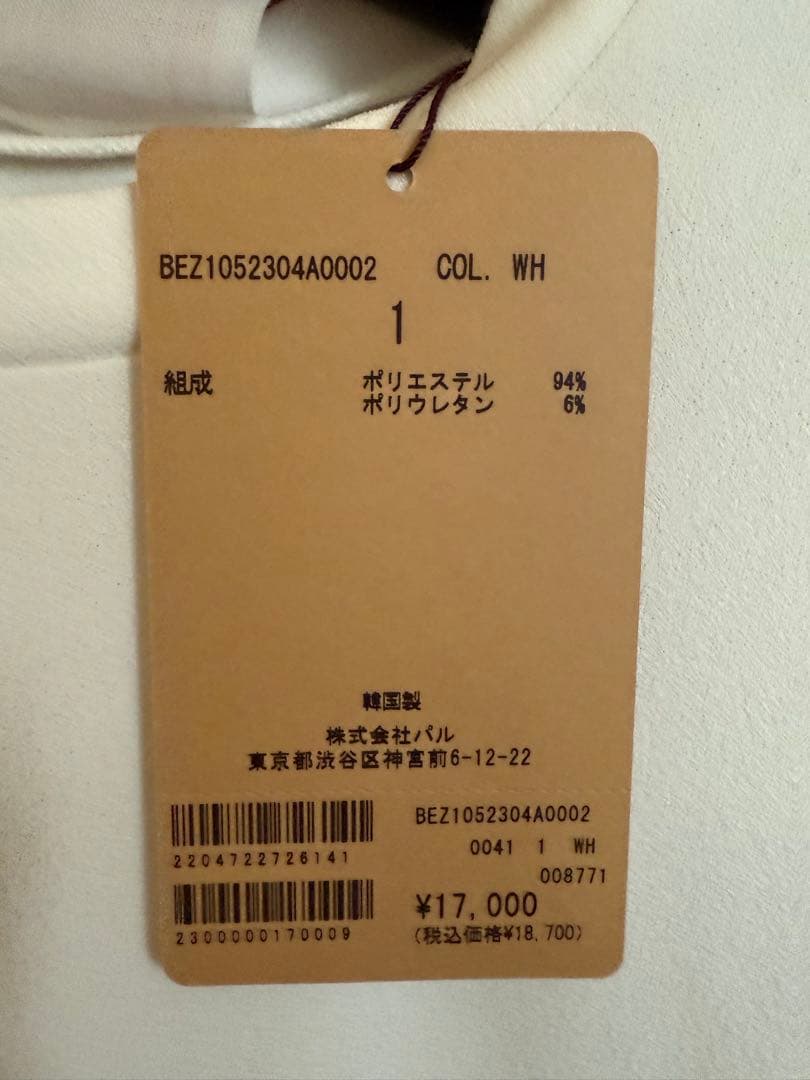 BEZ1052304A0002 COL. WH
1
組成 ポリエステル 94%
ポリウレタン 6%
韓国製
株式会社パル
東京都渋谷区神宮前6-12-22
BEZ1052304A0002
2204722726141 0041 1 WH
008771
¥17,000
2300000170009 (税込価格¥18,700)